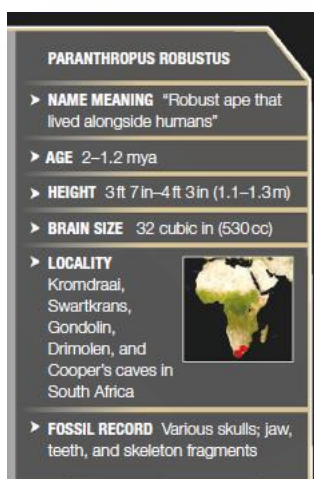 PARANTHROPUS ROBUSTUS
➤ NAME MEANING "Robust ape that
lived alongside humans"
➤ AGE 2–1.2 mya
➤ HEIGHT 3 ft 7 in–4 ft 3 in (1.1–1.3 m)
➤ BRAIN SIZE 32 cubic in (530 cc)
➤ LOCALITY
Kromdraai,
Swartkrans,
Gondolin,
Drimolen, and
Cooper's caves in
South Africa
➤ FOSSIL RECORD Various skulls; jaw,
teeth, and skeleton fragments